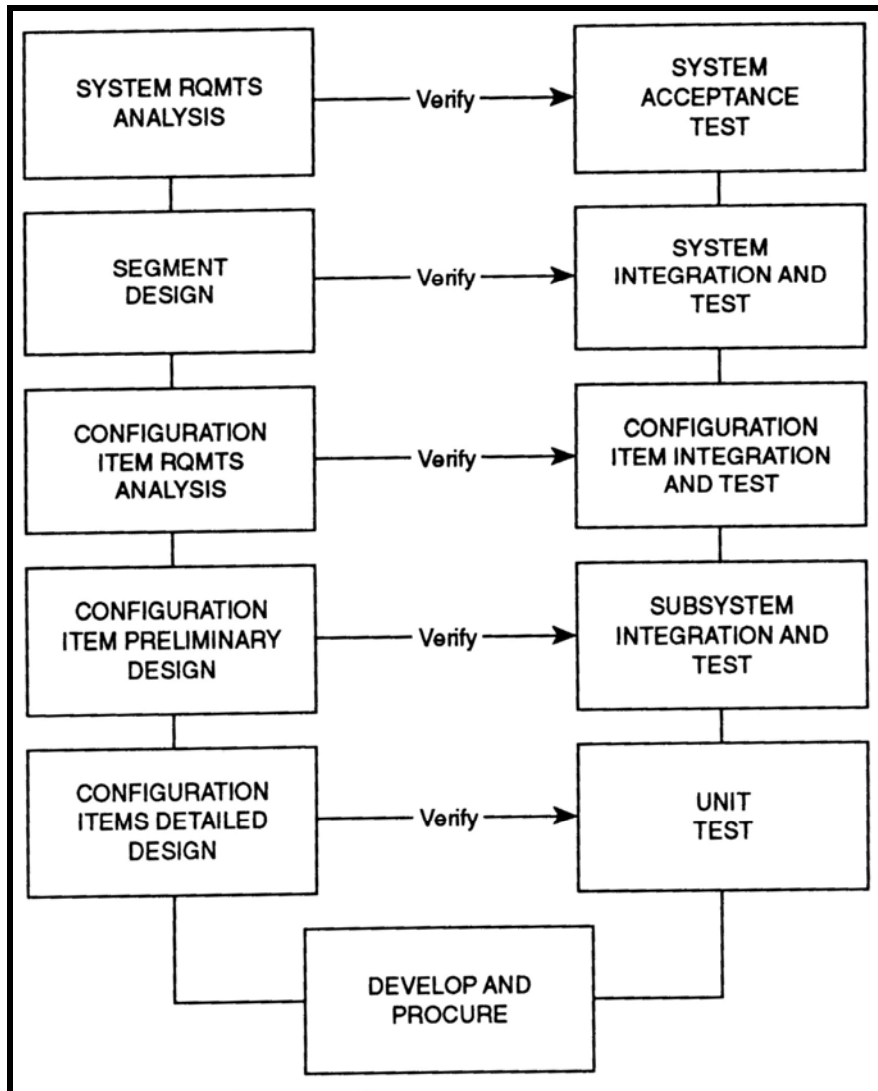 SYSTEM RQMTS
ANALYSIS
Verify
SYSTEM
ACCEPTANCE
TEST
SEGMENT
DESIGN
Verify
SYSTEM
INTEGRATION AND
TEST
CONFIGURATION
ITEM RQMTS
ANALYSIS
Verify
CONFIGURATION
ITEM INTEGRATION
AND TEST
CONFIGURATION
ITEM PRELIMINARY
DESIGN
Verify
SUBSYSTEM
INTEGRATION AND
TEST
CONFIGURATION
ITEMS DETAILED
DESIGN
Verify
UNIT
TEST
DEVELOP AND
PROCURE